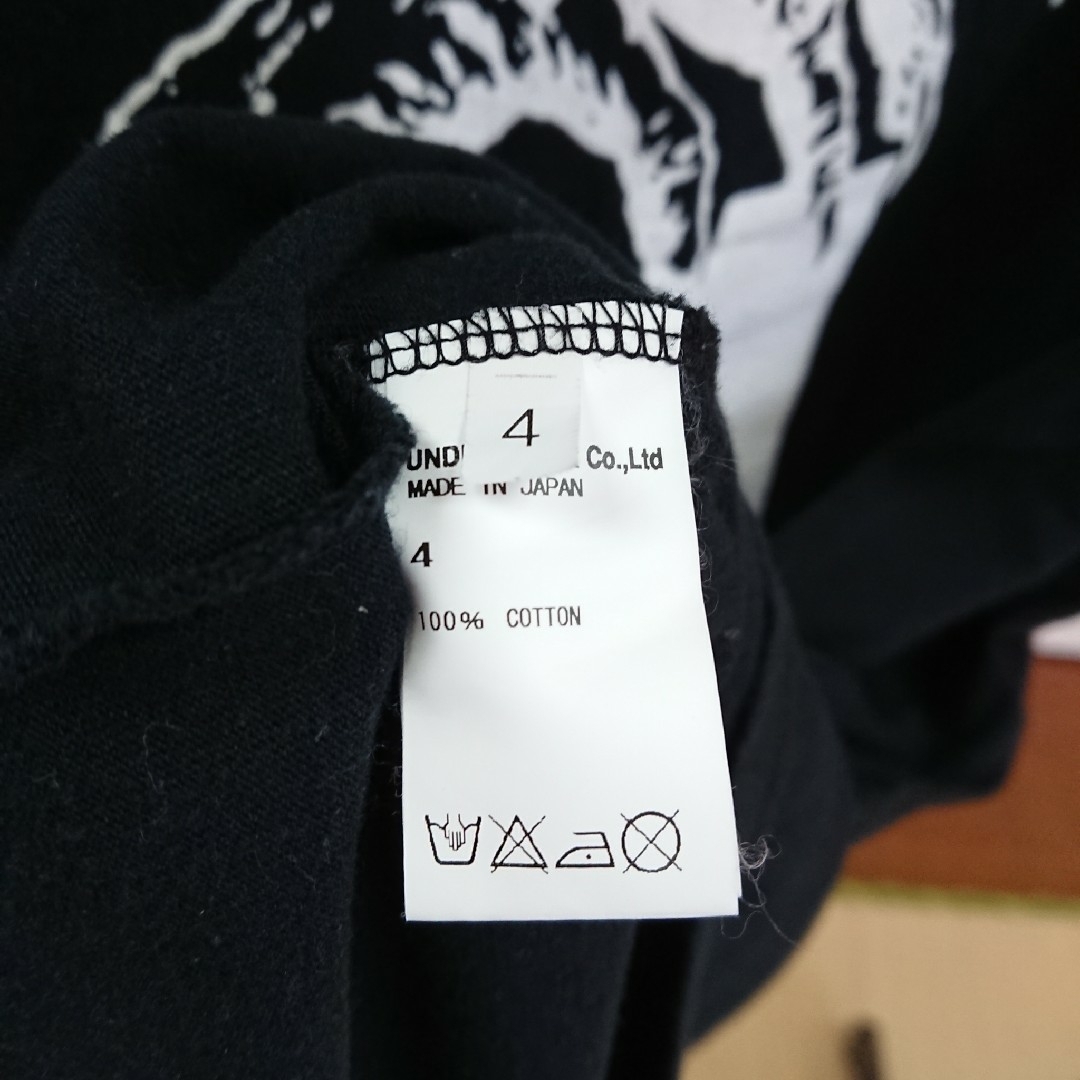 4
UND Co.,Ltd
MADE IN JAPAN
4
100% COTTON